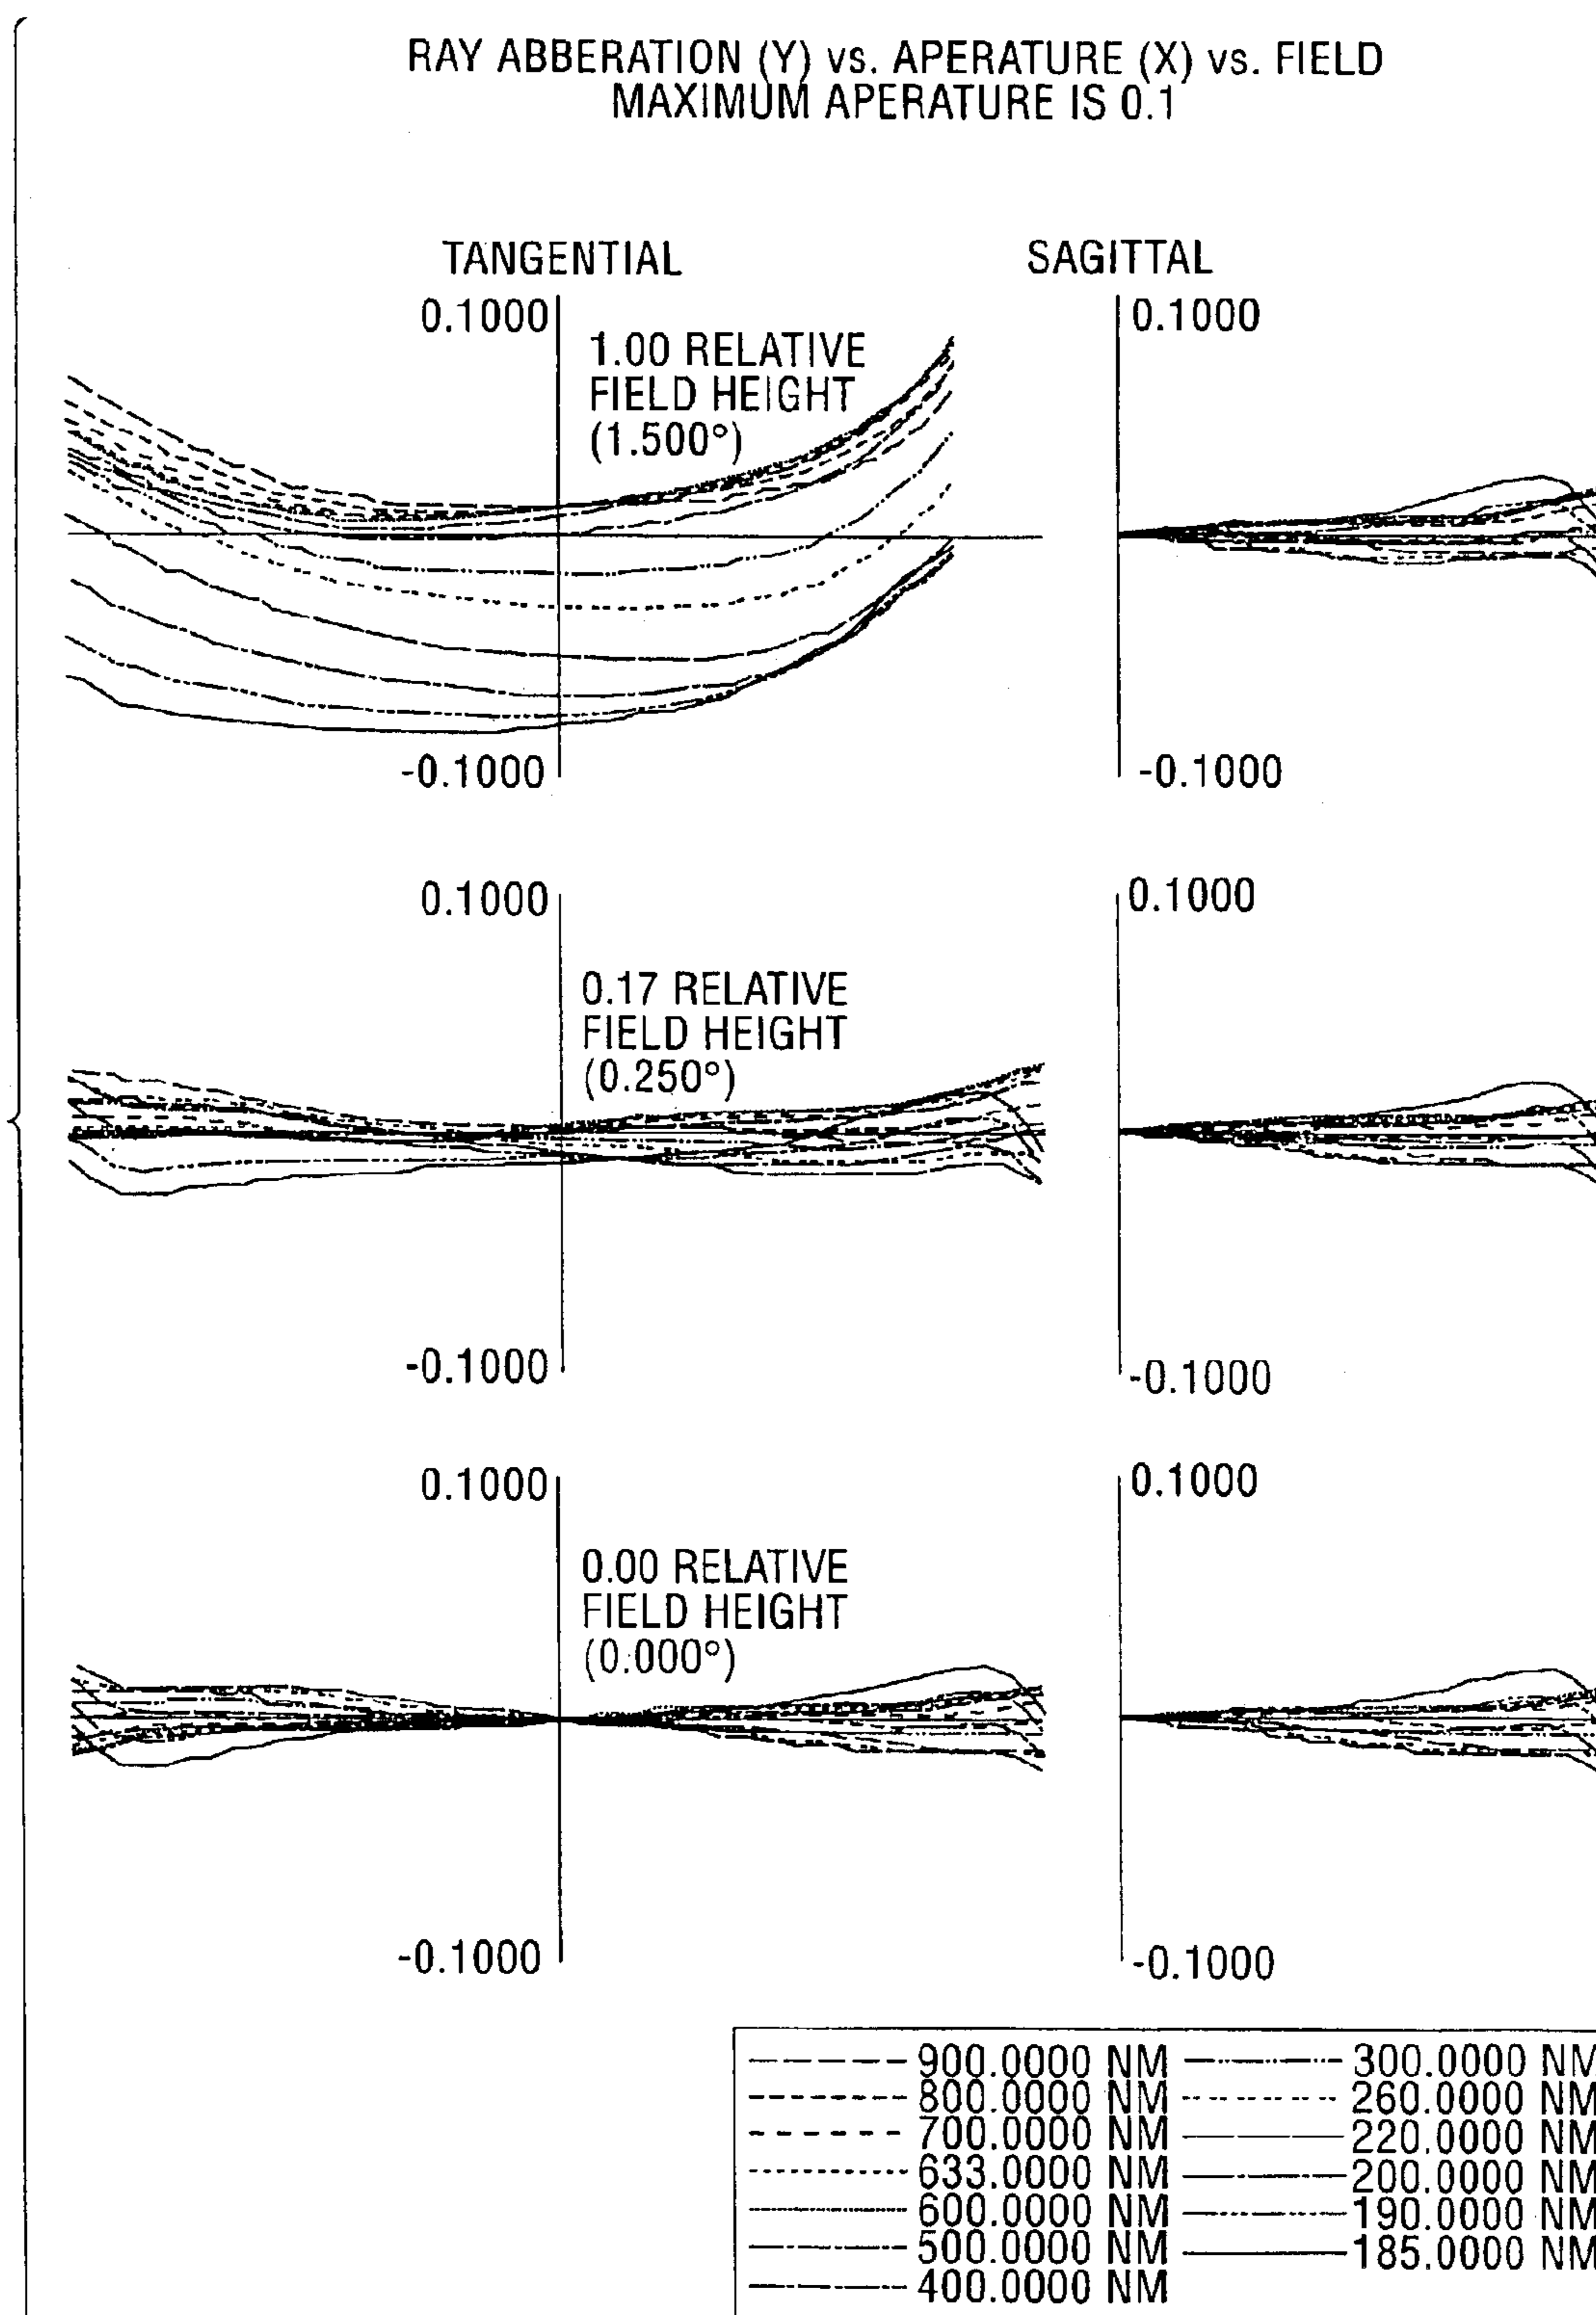 RAY ABBERATION (Y) vs. APERATURE (X) vs. FIELD
MAXIMUM APERATURE IS 0.1
TANGENTIAL
SAGITTAL
0.1000
1.00 RELATIVE
FIELD HEIGHT
(1.500°)
0.1000
-0.1000
-0.1000
0.1000
0.1000
0.17 RELATIVE
FIELD HEIGHT
(0.250°)
-0.1000
-0.1000
0.1000
0.1000
0.00 RELATIVE
FIELD HEIGHT
(0.000°)
-0.1000
-0.1000
900.0000 NM
800.0000 NM
700.0000 NM
633.0000 NM
600.0000 NM
500.0000 NM
400.0000 NM
300.0000 NM
260.0000 NM
220.0000 NM
200.0000 NM
190.0000 NM
185.0000 NM